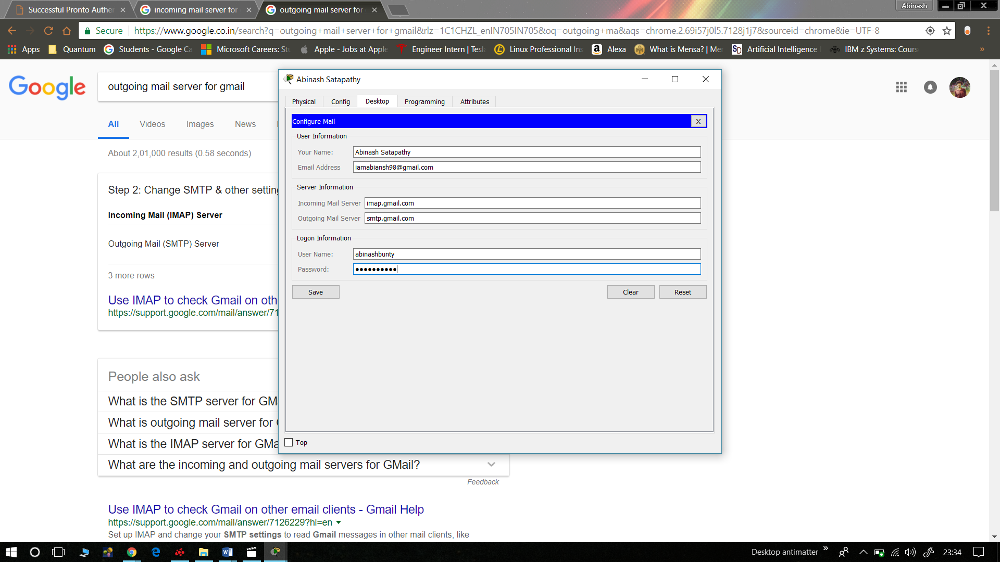 Successful Pronto Authe
incoming mail server for
outgoing mail server for
Abinash
Secure
https://www.google.co.in/search?q=outgoing+mail+server+for+gmail&rlz=1C1CHZL_enIN705IN705&oq=outgoing+ma&aqs=chrome.2.69i57j0l5.7128j1j7&sourceid=chrome&ie=UTF-8
Apps
Quantum
Students - Google Ca
Microsoft Careers: Stu
Apple - Jobs at Apple
Engineer Intern | Tesla
Linux Professional Ins
Alexa
What is Mensa? | Me
Artificial Intelligence
IBM z Systems: Cours
»
Google
outgoing mail server for gmail
All
Videos
Images
News
About 2,01,000 results (0.58 seconds)
Step 2: Change SMTP & other setting
Incoming Mail (IMAP) Server
Outgoing Mail (SMTP) Server
3 more rows
Use IMAP to check Gmail on oth
https://support.google.com/mail/answer/71
People also ask
What is the SMTP server for GM
What is outgoing mail server for
What is the IMAP server for GMa
What are the incoming and outgoing mail servers for GMail?
Feedback
Use IMAP to check Gmail on other email clients - Gmail Help
https://support.google.com/mail/answer/7126229?hl=en
Set up IMAP and change your SMTP settings to read Gmail messages in other mail clients, like
Abinash Satapathy
Physical
Config
Desktop
Programming
Attributes
Configure Mail
X
User Information
Your Name:
Abinash Satapathy
Email Address
iamabiansh98@gmail.com
Server Information
Incoming Mail Server
imap.gmail.com
Outgoing Mail Server
smtp.gmail.com
Logon Information
User Name:
abinashbunty
Password:
●●●●●●●●●●
Save
Clear
Reset
Top
Desktop antimatter
»
23:34